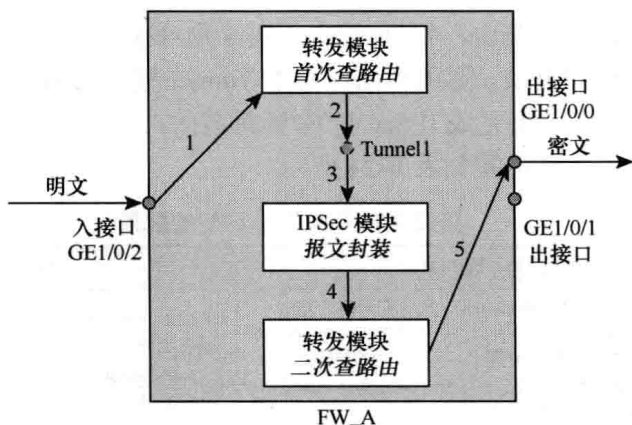 转发模块
首次查路由
出接口
GE1/0/0
1
2
Tunnel1
明文
密文
3
入接口
GE1/0/2
IPSec 模块
报文封装
GE1/0/1
出接口
5
4
转发模块
二次查路由
FW_A